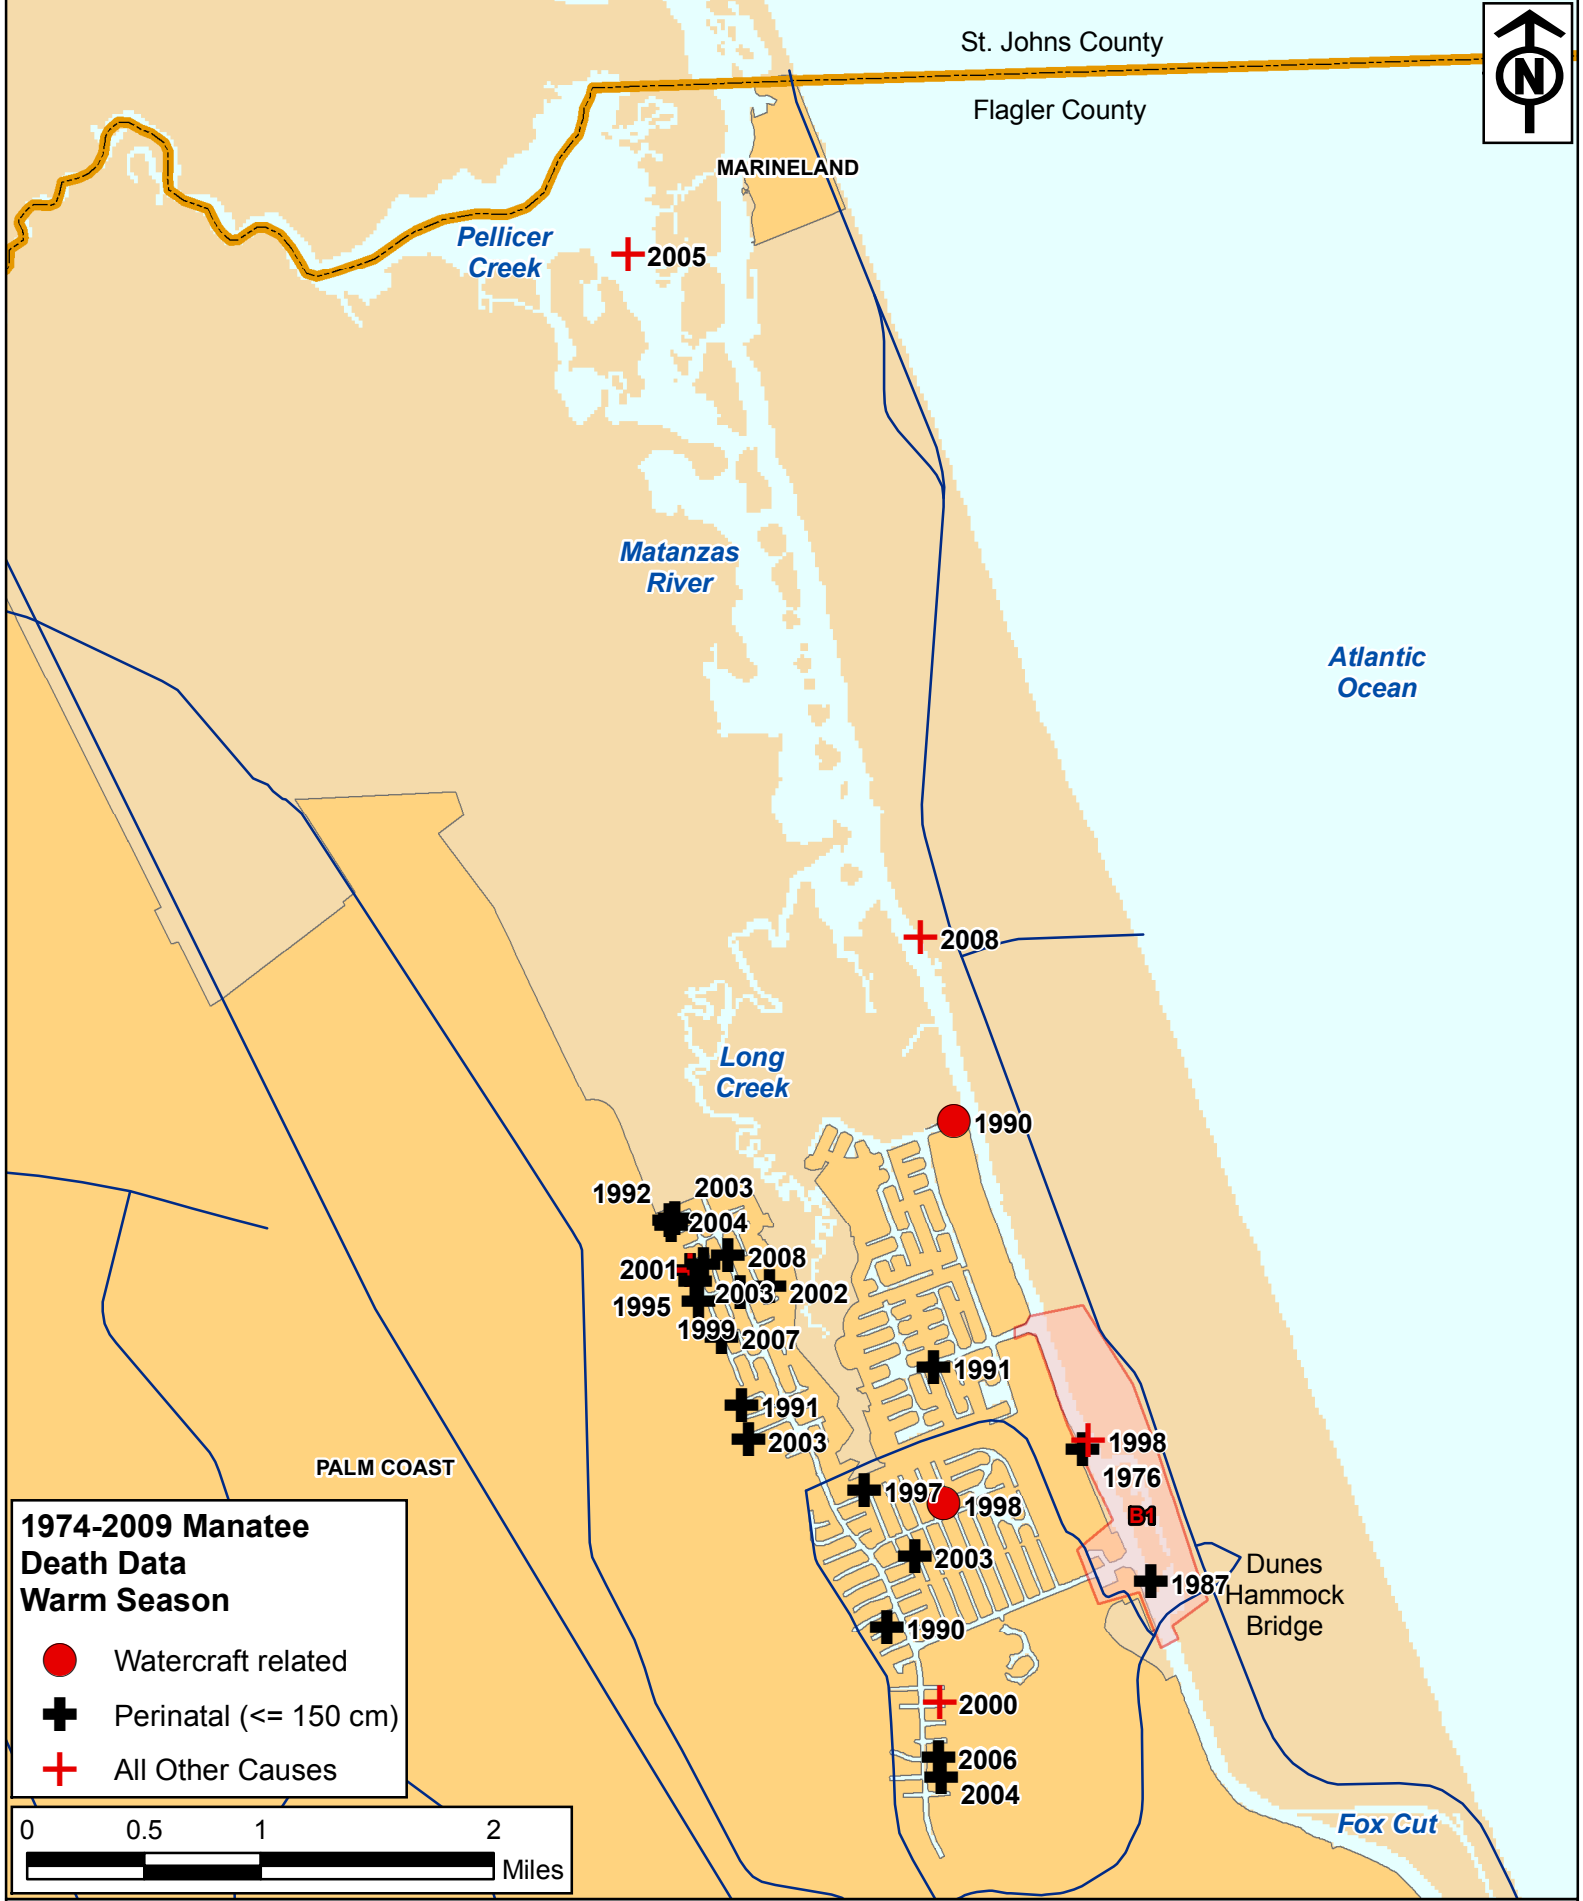 St. Johns County
N
Flagler County
MARINELAND
Pellicer
Creek
2005
Matanzas
River
Atlantic
Ocean
2008
Long
Creek
1990
1992
2003
2004
2008
2001
2003
2002
1995
1999
2007
1991
1991
2003
1998
PALM COAST
1976
1997
1998
B1
2003
1987
Dunes
Hammock
Bridge
1990
2000
2006
2004
Fox Cut
1974-2009 Manatee
Death Data
Warm Season
Watercraft related
Perinatal (<= 150 cm)
All Other Causes
0 0.5 1 2
Miles